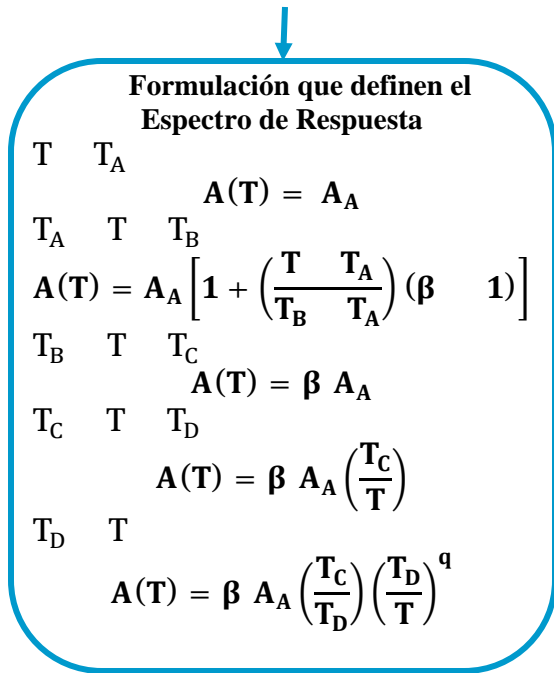 Formulación que definen el
Espectro de Respuesta
T T_A
A(T) = A_A
T_A T T_B
A(T) = A_A [1 + ((T T_A)/(T_B T_A)) (β 1)]
T_B T T_C
A(T) = β A_A
T_C T T_D
A(T) = β A_A (T_C/T)
T_D T
A(T) = β A_A (T_C/T_D) (T_D/T)^q